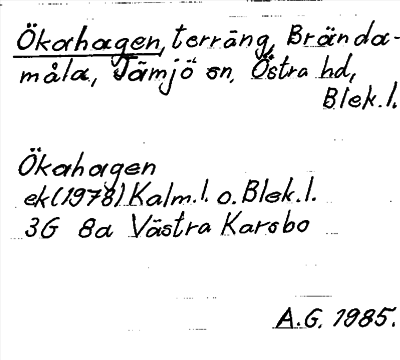 Ökahagen, terräng, Brända-
måla, Jämjö sn, Östra hd,
Blek.l.
Ökahagen
ek(1978) Kalm.l. o. Blek.l.
3G 8a Västra Karsbo
A.G. 1985.